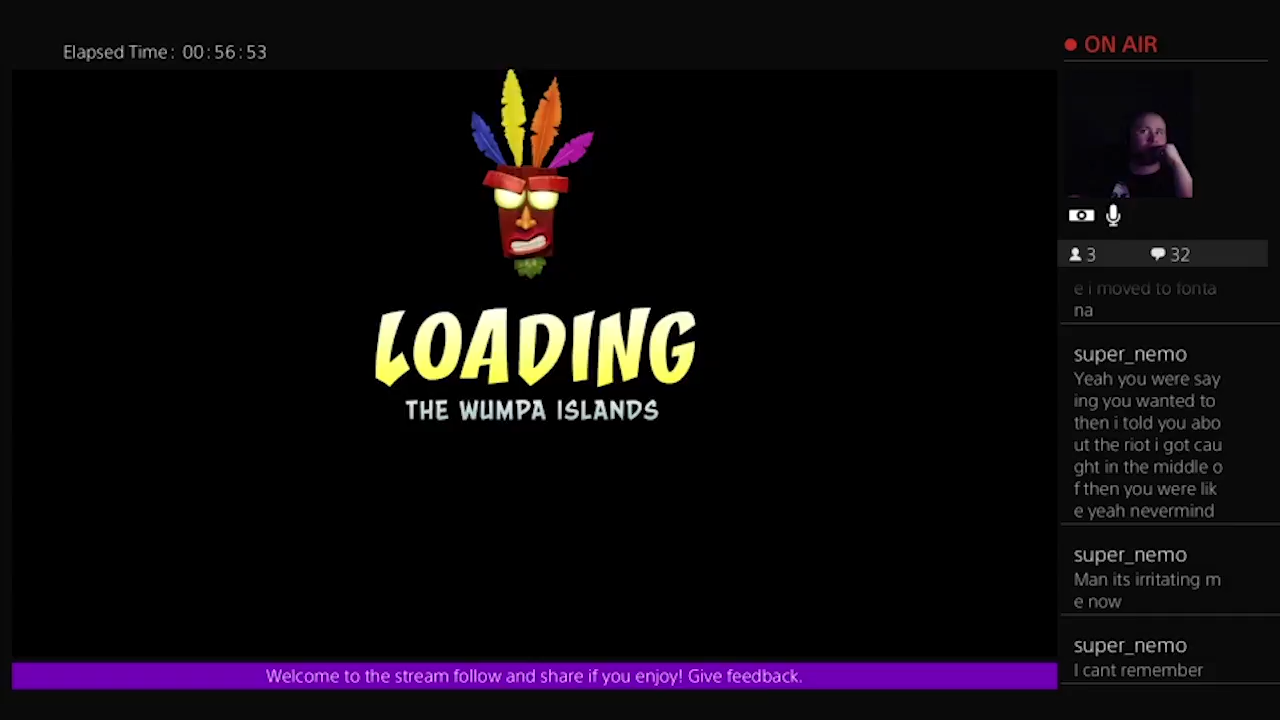 Elapsed Time: 00:56:53
ON AIR
3
32
e i moved to fonta
na
LOADING
THE WUMPA ISLANDS
super_nemo
Yeah you were say
ing you wanted to
then i told you abo
ut the riot i got cau
ght in the middle o
f then you were lik
e yeah nevermind
super_nemo
Man its irritating m
e now
super_nemo
I cant remember
Welcome to the stream follow and share if you enjoy! Give feedback.